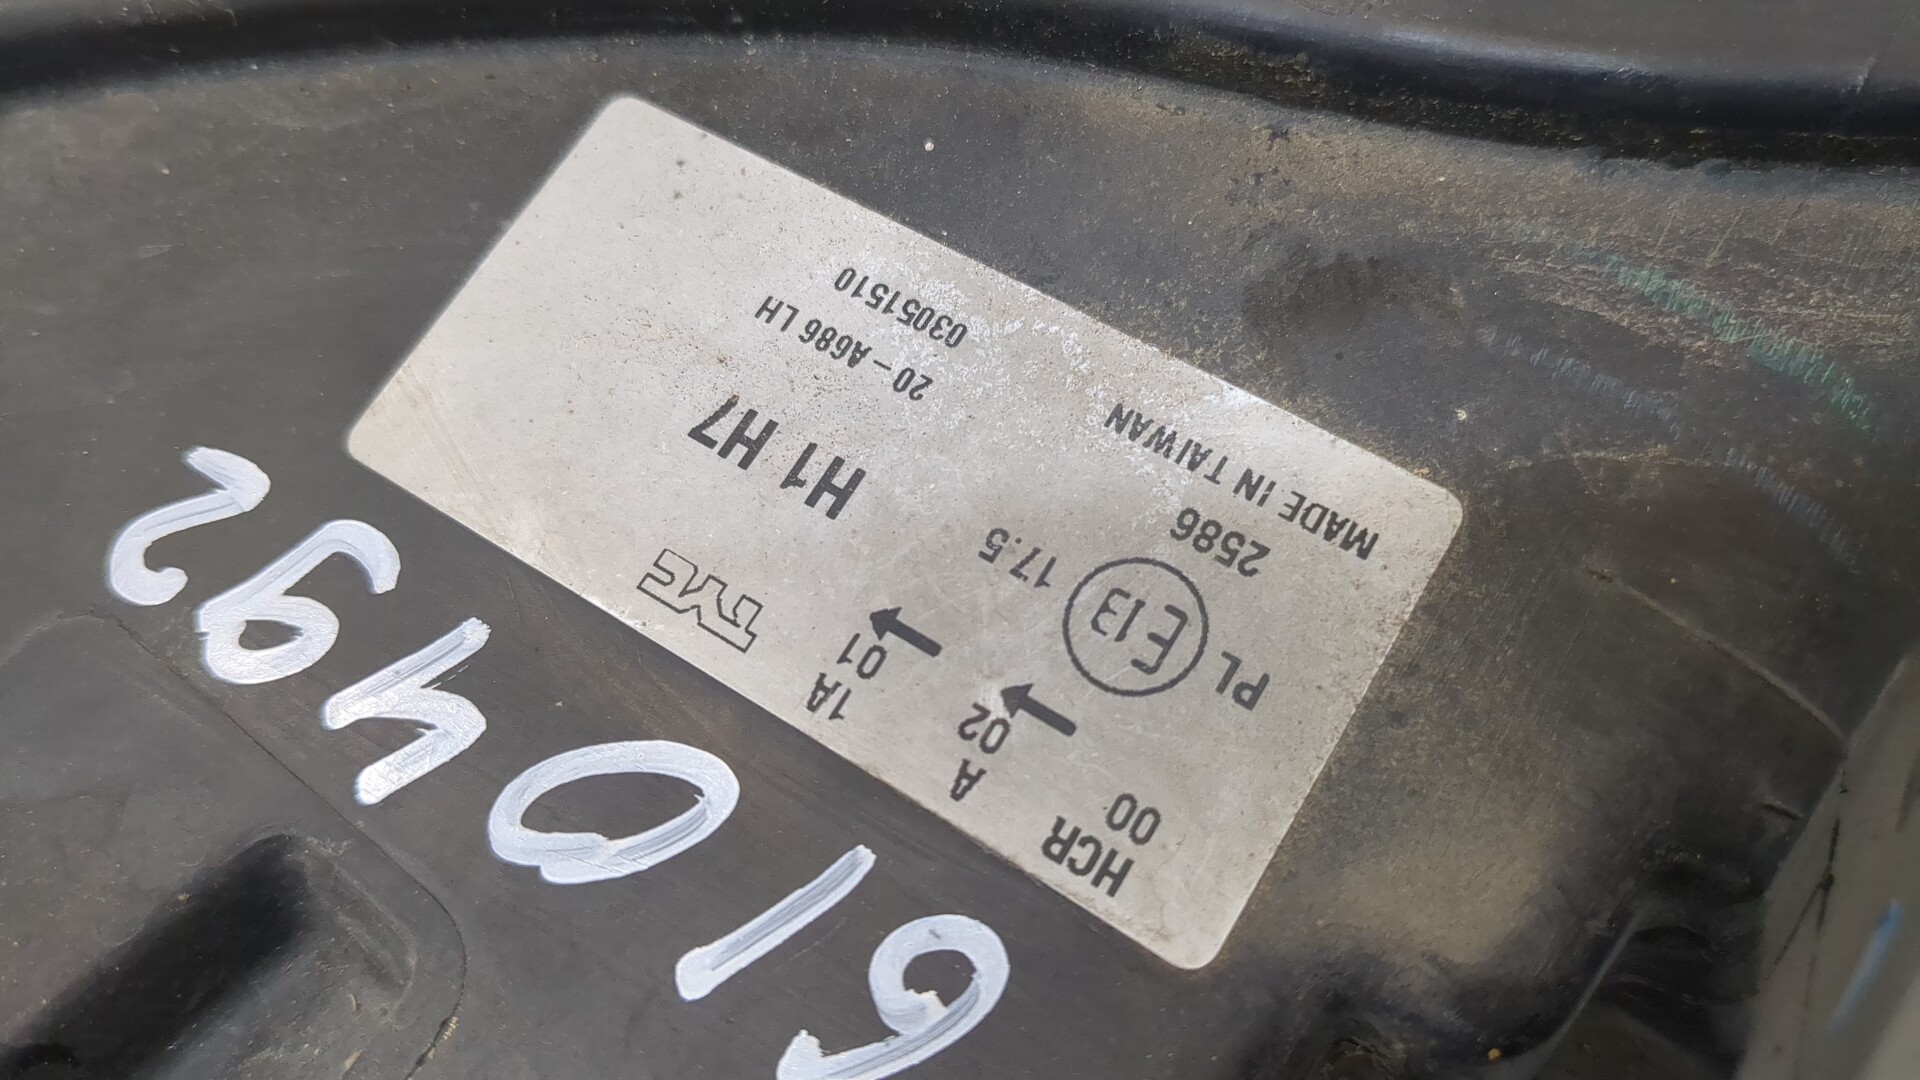 610492
HCR A 1A TYC
00 02 01
PL E13 17.5 H1 H7
2586 20-A686 LH
MADE IN TAIWAN 03051510